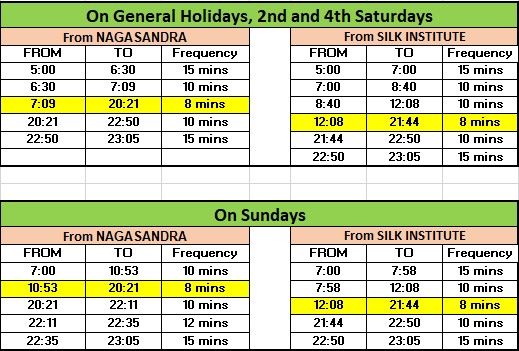 On General Holidays, 2nd and 4th Saturdays
From NAGASANDRA From SILK INSTITUTE
FROM TO Frequency FROM TO Frequency
5:00 6:30 15 mins 5:00 7:00 15 mins
6:30 7:09 10 mins 7:00 8:40 10 mins
7:09 20:21 8 mins 8:40 12:08 10 mins
20:21 22:50 10 mins 12:08 21:44 8 mins
22:50 23:05 15 mins 21:44 22:50 10 mins
22:50 23:05 15 mins
On Sundays
From NAGASANDRA From SILK INSTITUTE
FROM TO Frequency FROM TO Frequency
7:00 10:53 10 mins 7:00 7:58 15 mins
10:53 20:21 8 mins 7:58 12:08 10 mins
20:21 22:11 10 mins 12:08 21:44 8 mins
22:11 22:35 12 mins 21:44 22:50 10 mins
22:35 23:05 15 mins 22:50 23:05 15 mins